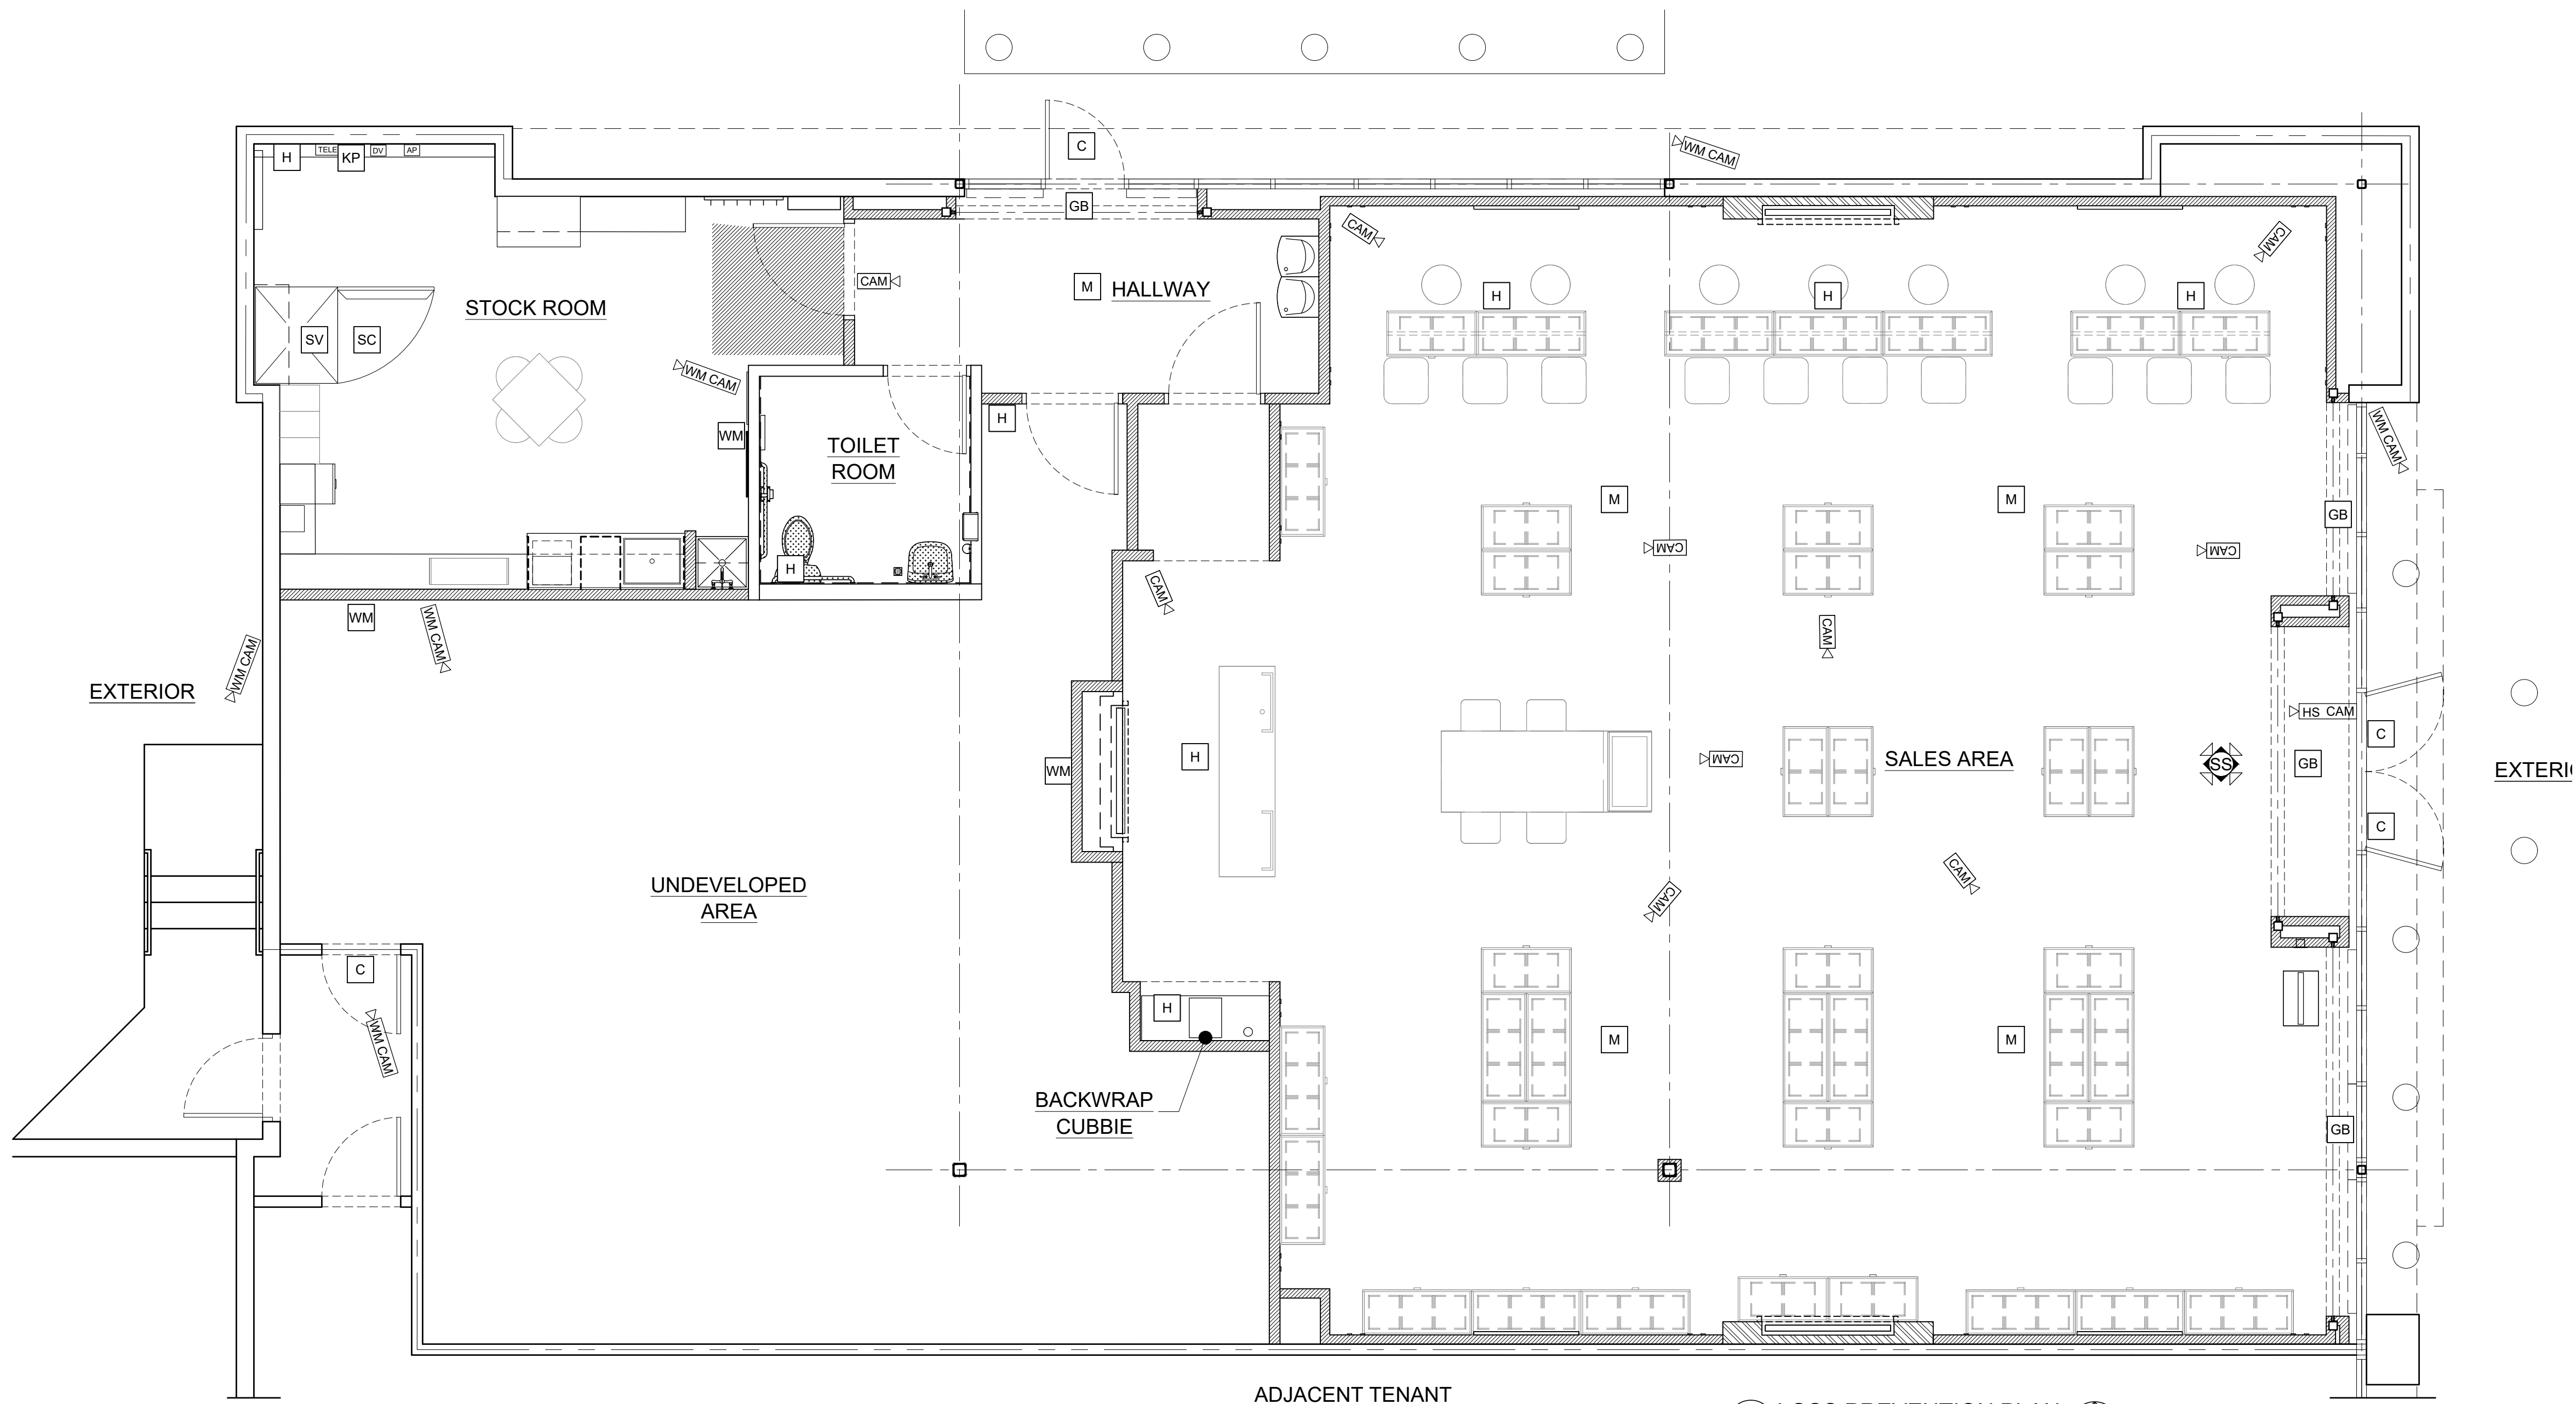 C
WM CAM
H
TELE
KP
DV
AP
GB
CAM
CAM
CAM
M
HALLWAY
H
H
H
STOCK ROOM
SV
SC
WM CAM
H
WM
TOILET
ROOM
WM CAM
M
M
GB
CAM
CAM
H
CAM
WM
WM CAM
CAM
WM CAM
EXTERIOR
HS CAM
C
H
CAM
SALES AREA
SS
GB
WM
C
UNDEVELOPED
AREA
CAM
CAM
C
H
WM CAM
M
M
BACKWRAP
CUBBIE
GB
ADJACENT TENANT